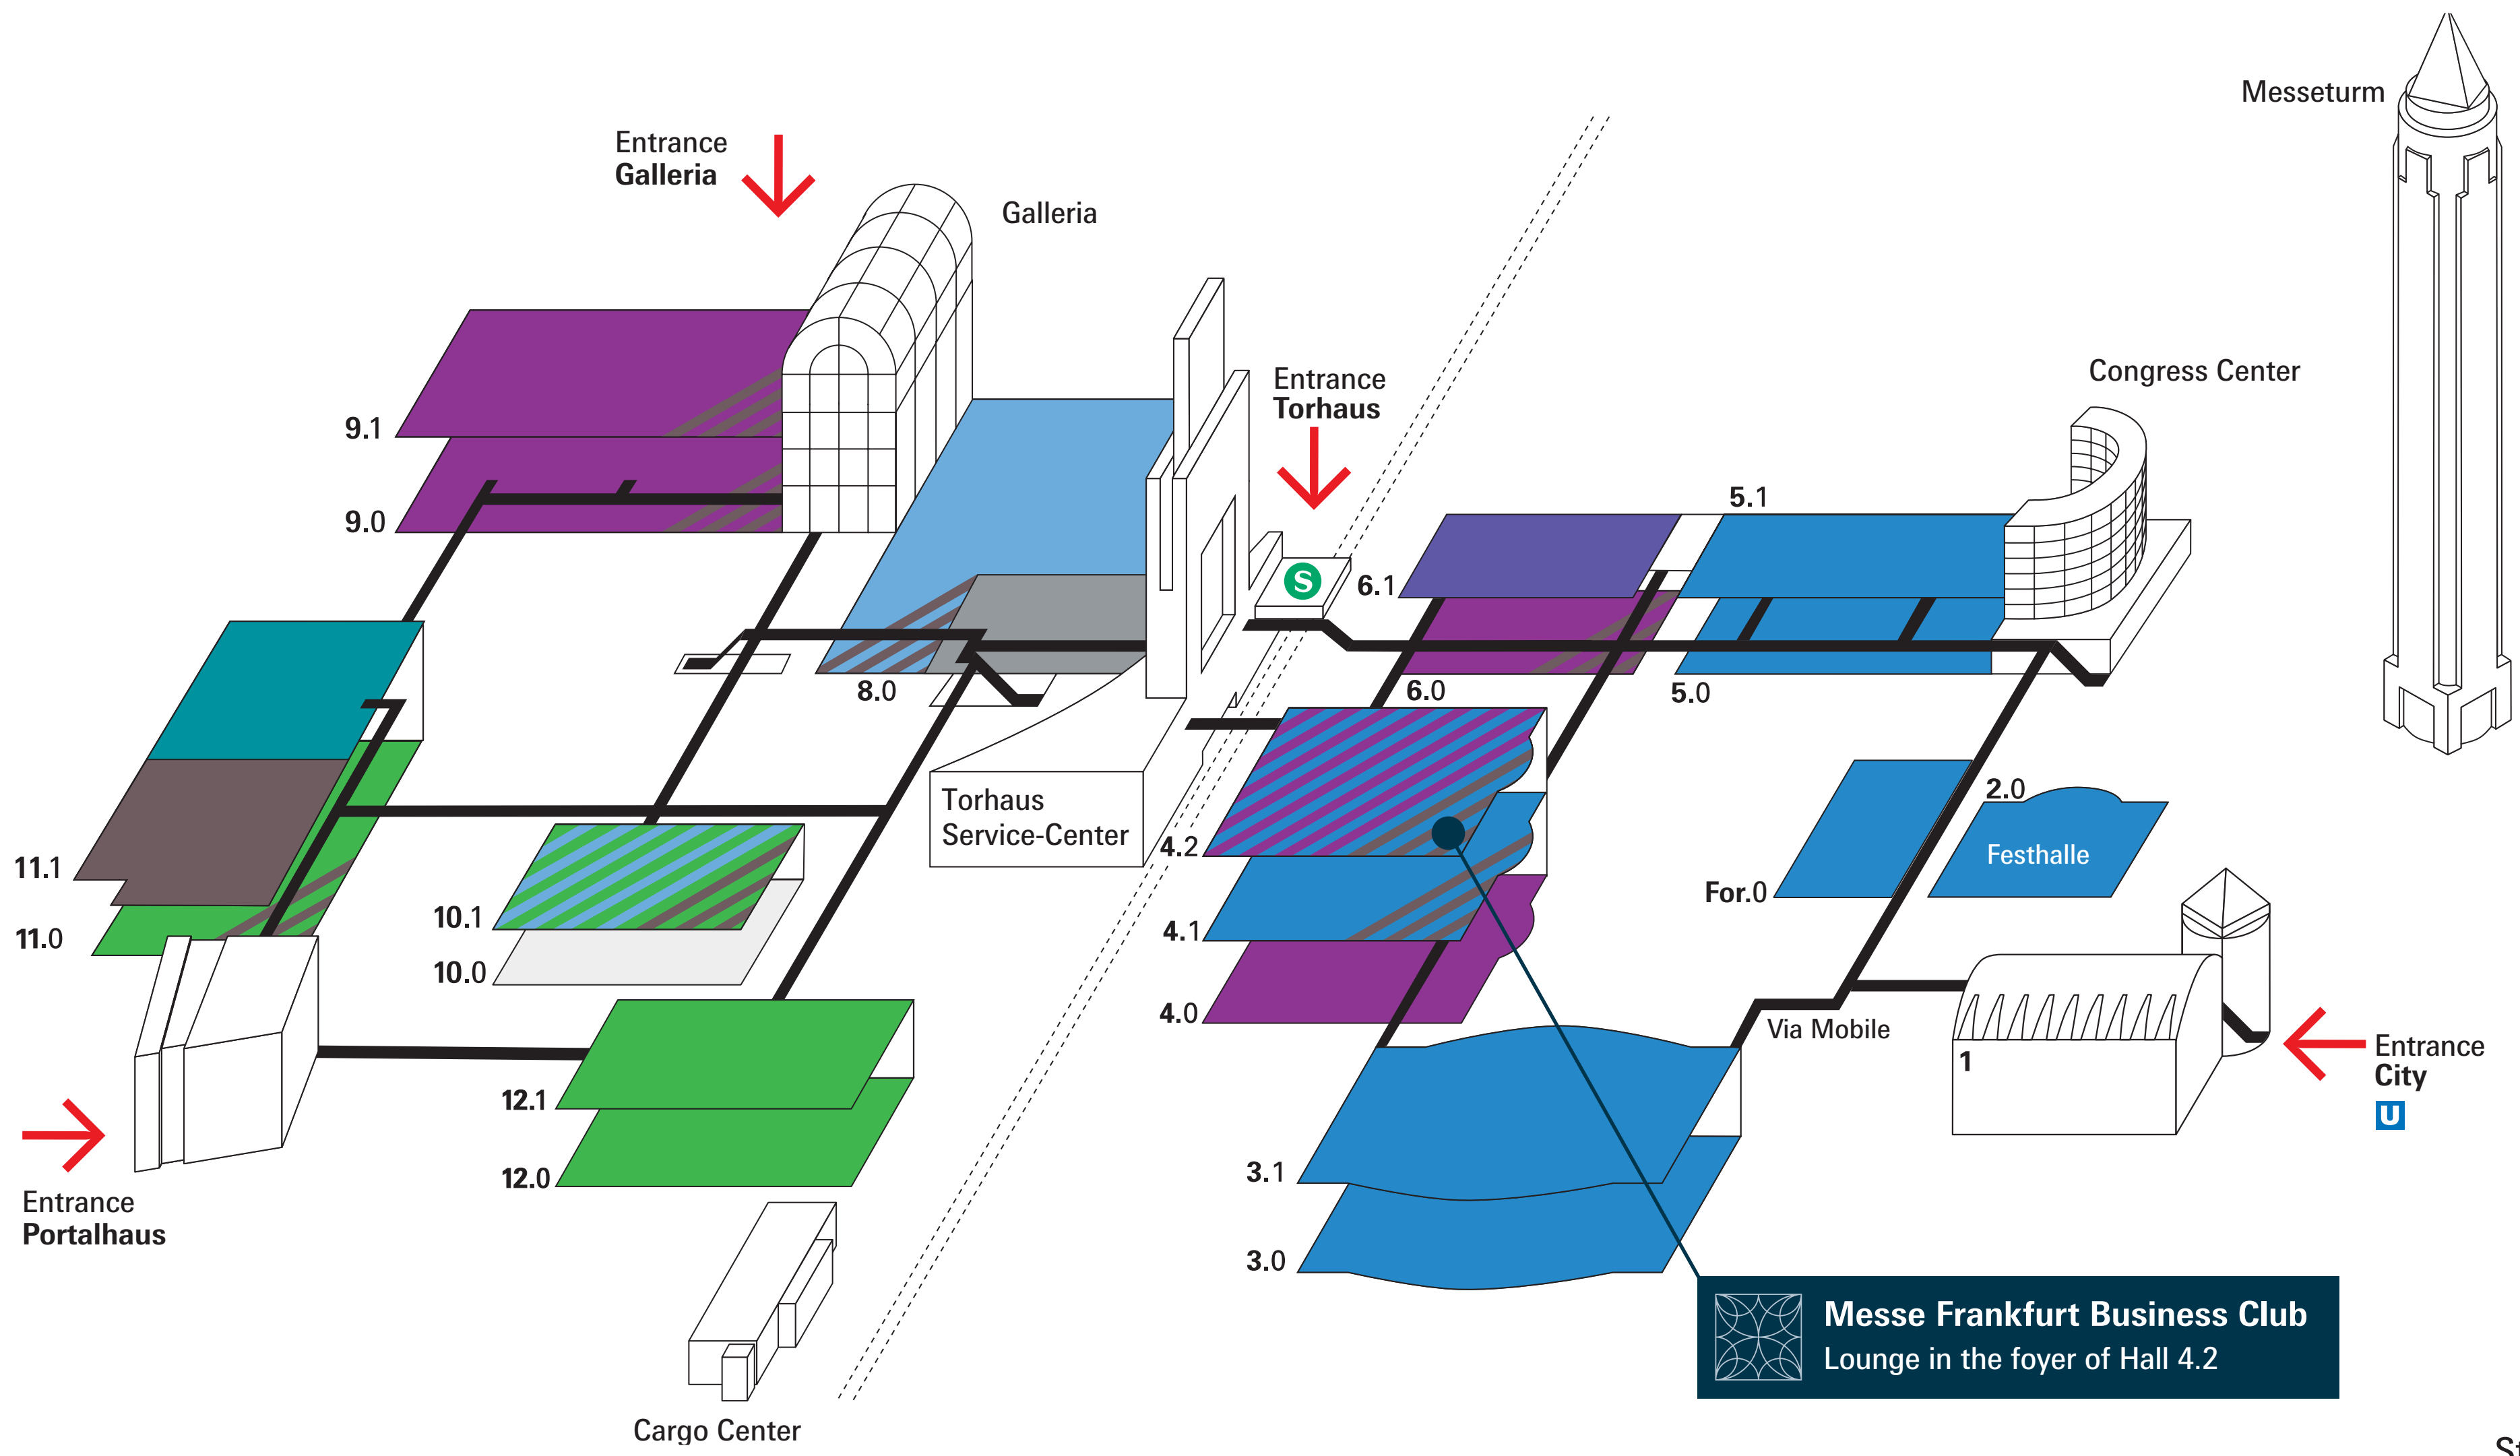 Messeturm
Entrance
Galleria
Galleria
Entrance
Torhaus
Congress Center
9.1
9.0
S
5.1
6.1
8.0
6.0
5.0
Torhaus
Service-Center
2.0
Festhalle
4.2
11.1
For.0
10.1
4.1
11.0
10.0
4.0
Via Mobile
1
Entrance
City
U
12.1
12.0
3.1
3.0
Entrance
Portalhaus
Messe Frankfurt Business Club
Lounge in the foyer of Hall 4.2
Cargo Center